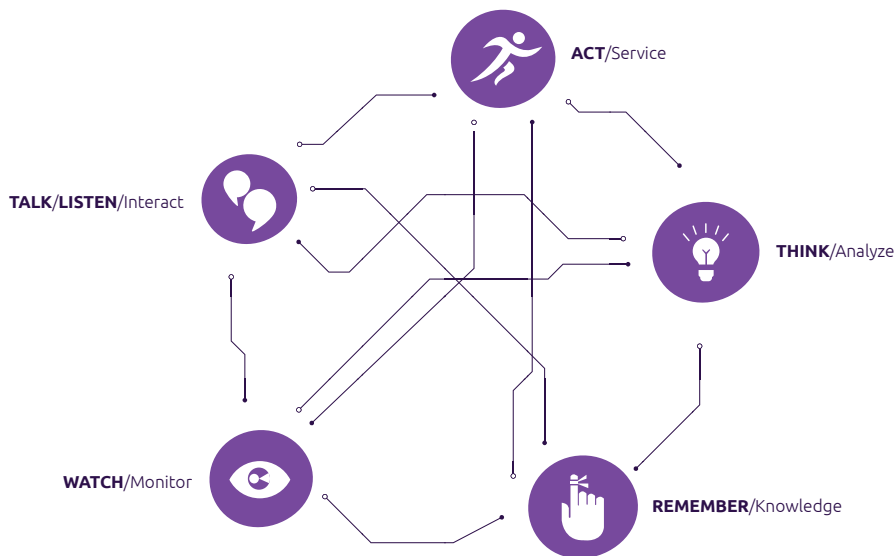 ACT/Service
TALK/LISTEN/Interact
THINK/Analyze
WATCH/Monitor
REMEMBER/Knowledge